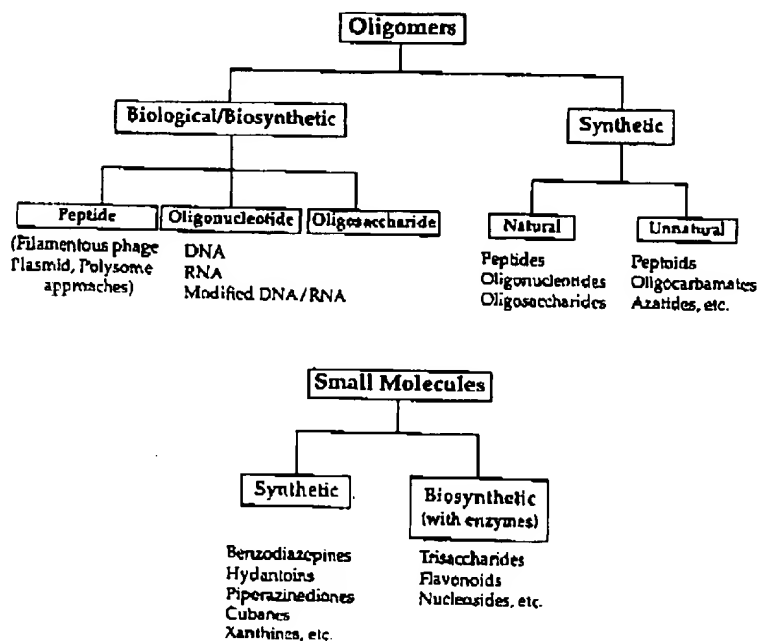 Oligomers
Biological/Biosynthetic
Synthetic
Peptide
Oligonucleotide
Oligosaccharide
Natural
Unnatural
(Filamentous phage
Plasmid, Polysome
approaches)
DNA
RNA
Modified DNA/RNA
Peptides
Oligonucleotides
Oligosaccharides
Peptoids
Oligocarbamates
Azatides, etc.
Small Molecules
Synthetic
Biosynthetic
(with enzymes)
Benzodiazepines
Hydantoins
Piperazinediones
Cubanes
Xanthines, etc.
Trisaccharides
Flavonoids
Nucleosides, etc.